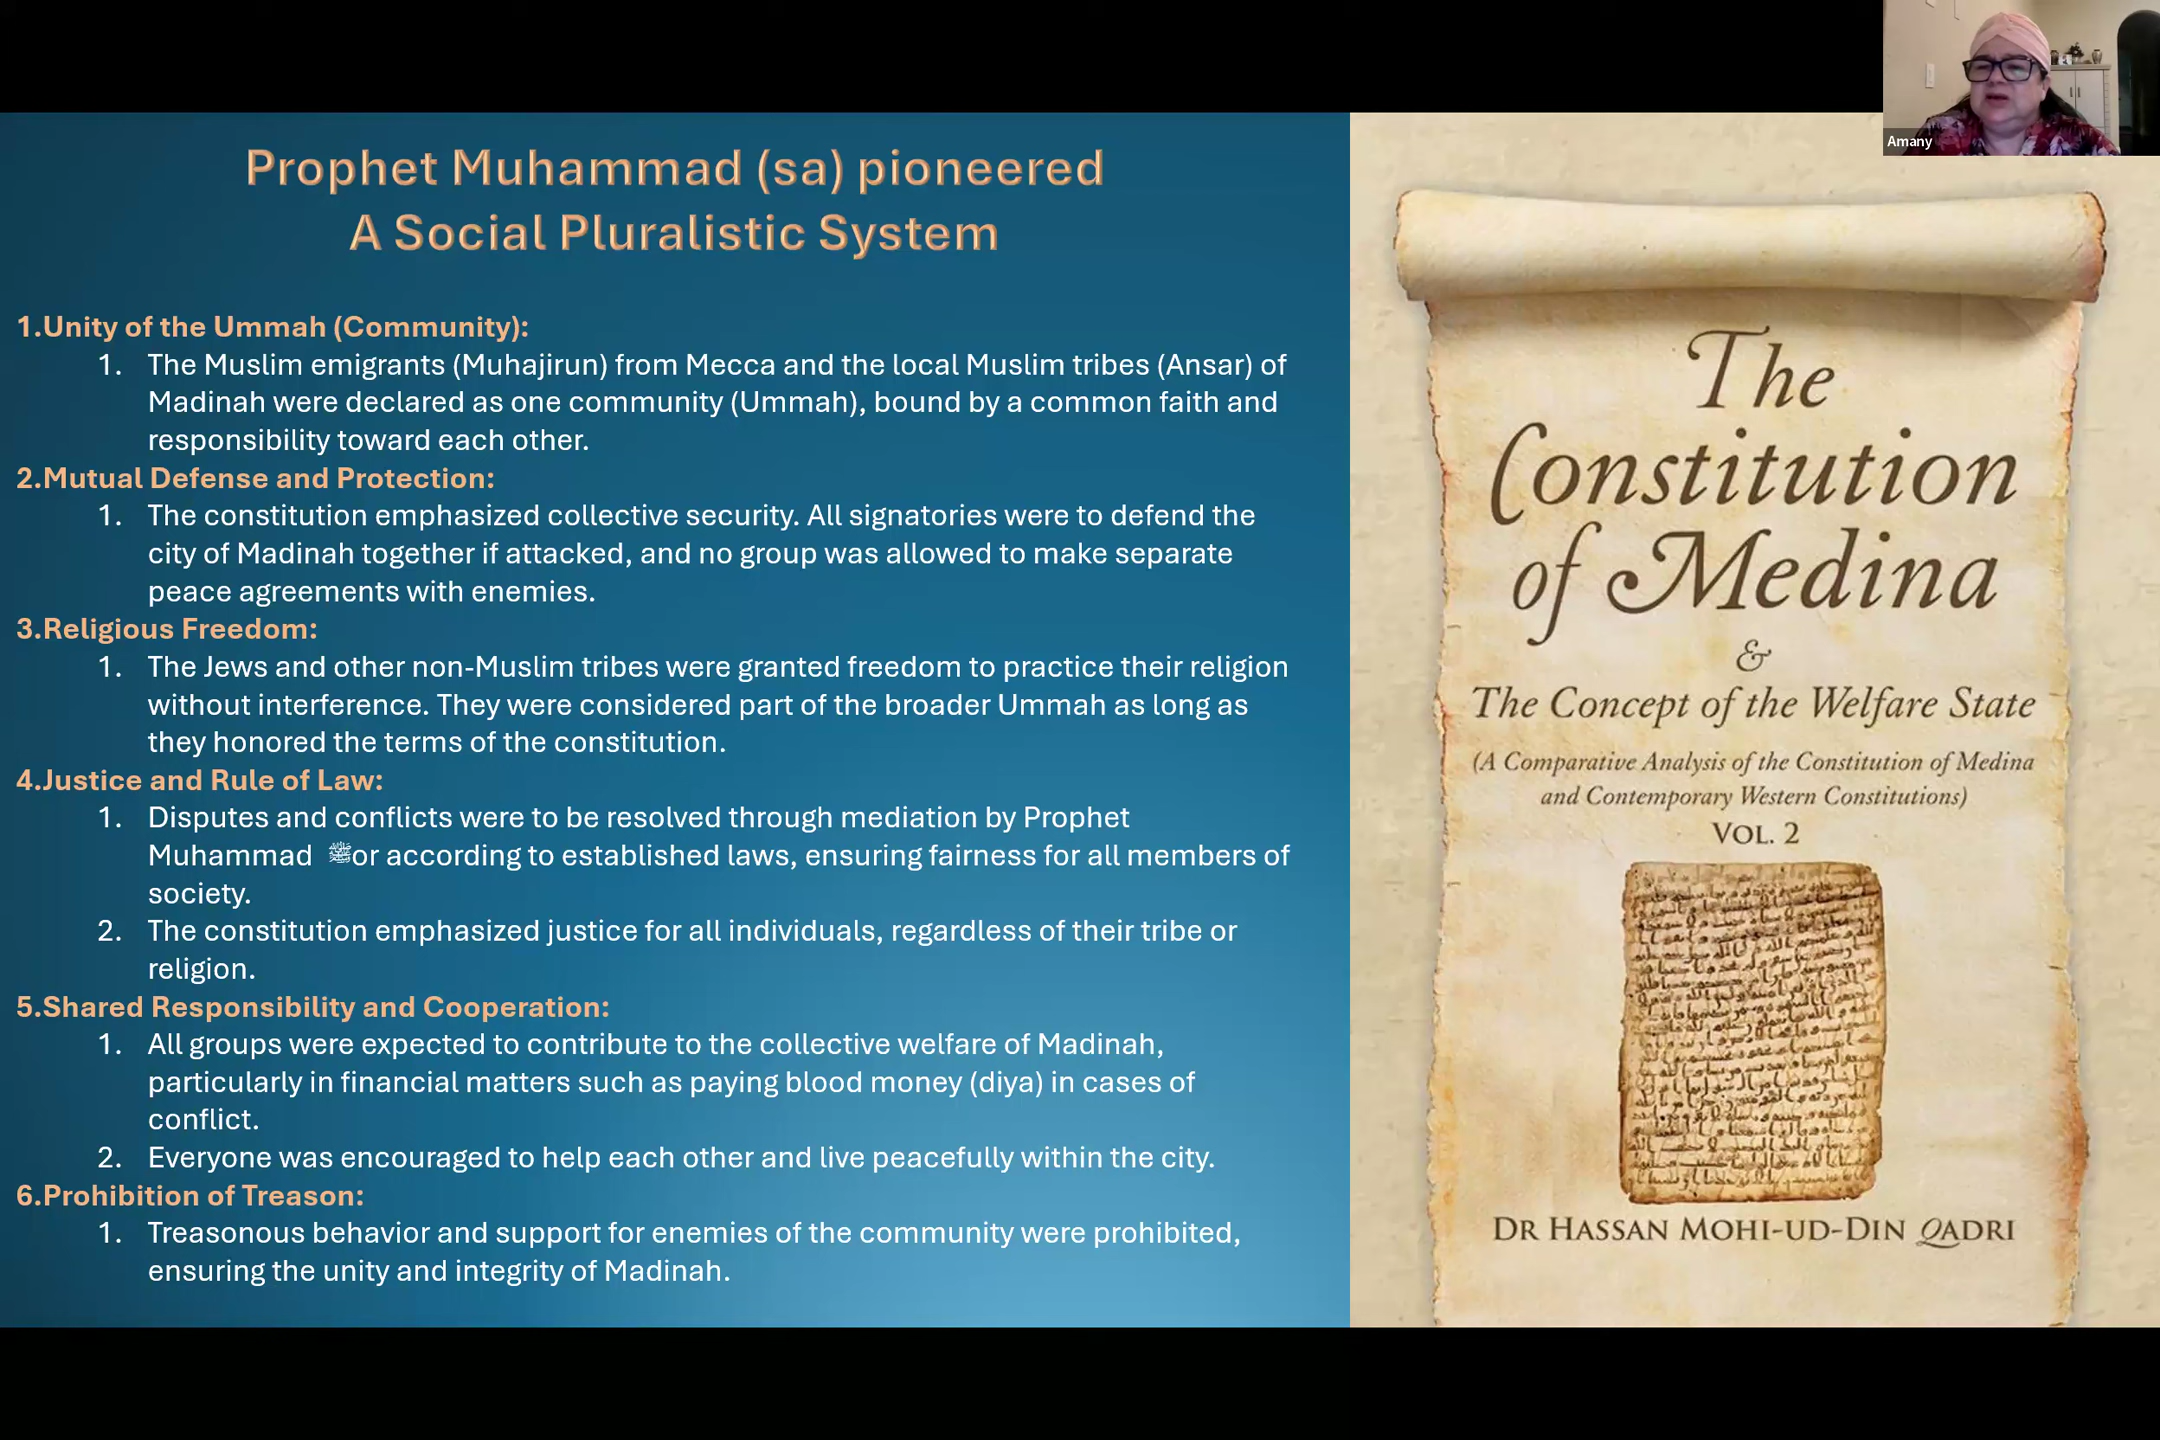 Amany
Prophet Muhammad (sa) pioneered
A Social Pluralistic System
1.Unity of the Ummah (Community):
1. The Muslim emigrants (Muhajirun) from Mecca and the local Muslim tribes (Ansar) of
Madinah were declared as one community (Ummah), bound by a common faith and
responsibility toward each other.
2.Mutual Defense and Protection:
1. The constitution emphasized collective security. All signatories were to defend the
city of Madinah together if attacked, and no group was allowed to make separate
peace agreements with enemies.
3.Religious Freedom:
1. The Jews and other non-Muslim tribes were granted freedom to practice their religion
without interference. They were considered part of the broader Ummah as long as
they honored the terms of the constitution.
4.Justice and Rule of Law:
1. Disputes and conflicts were to be resolved through mediation by Prophet
Muhammad ﷺor according to established laws, ensuring fairness for all members of
society.
2. The constitution emphasized justice for all individuals, regardless of their tribe or
religion.
5.Shared Responsibility and Cooperation:
1. All groups were expected to contribute to the collective welfare of Madinah,
particularly in financial matters such as paying blood money (diya) in cases of
conflict.
2. Everyone was encouraged to help each other and live peacefully within the city.
6.Prohibition of Treason:
1. Treasonous behavior and support for enemies of the community were prohibited,
ensuring the unity and integrity of Madinah.
The
Constitution
of Medina
&
The Concept of the Welfare State
(A Comparative Analysis of the Constitution of Medina
and Contemporary Western Constitutions)
VOL. 2
DR HASSAN MOHI-UD-DIN QADRI